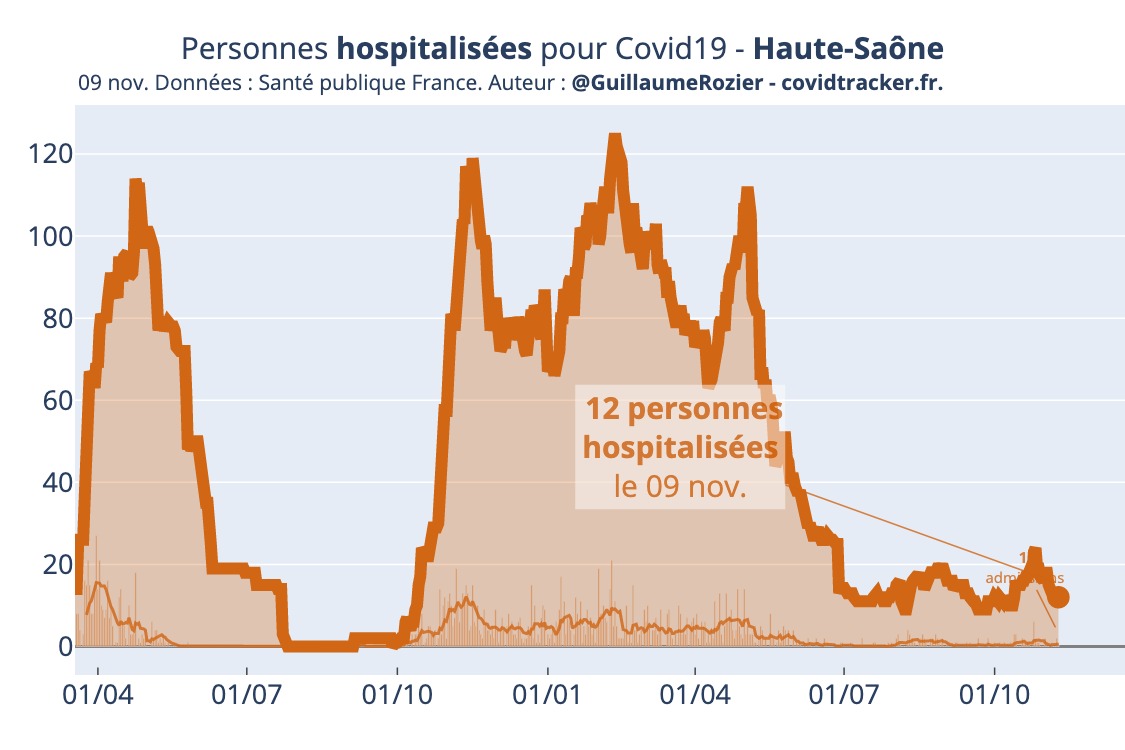 Personnes hospitalisées pour Covid19 - Haute-Saône
09 nov. Données : Santé publique France. Auteur : @GuillaumeRozier - covidtracker.fr.
120
100
80
60
40
20
0
12 personnes
hospitalisées
le 09 nov.
01/04
01/07
01/10
01/01
01/04
01/07
01/10